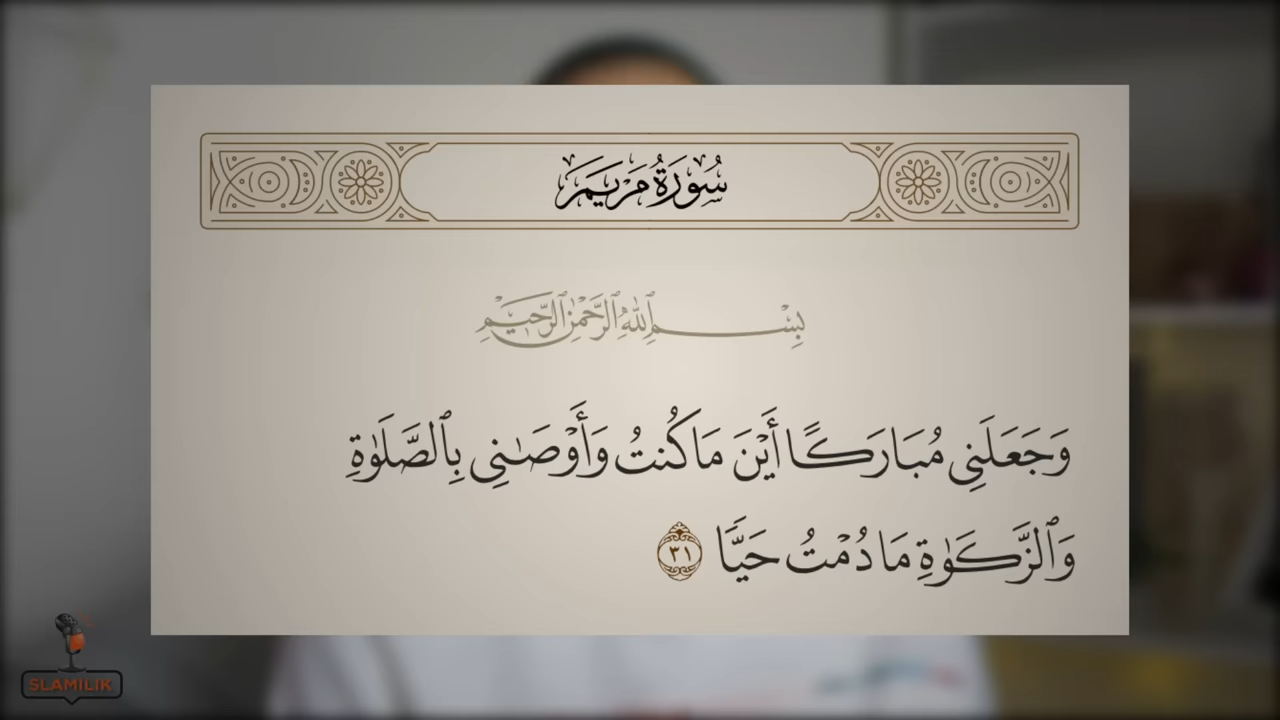 سُورَةُ مَرْيَمَ
بِسْمِ ٱللَّهِ ٱلرَّحْمَٰنِ ٱلرَّحِيمِ
وَجَعَلَنِى مُبَارَكًا أَيْنَ مَا كُنتُ وَأَوْصَٰنِى بِٱلصَّلَوٰةِ
وَٱلزَّكَوٰةِ مَا دُمْتُ حَيًّا ٣١
SLAMILIK